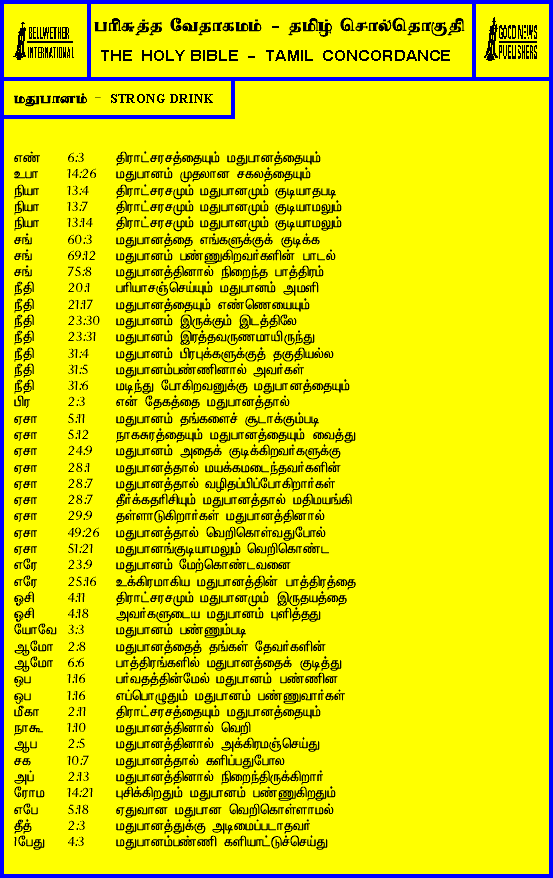 BELLWETHER
INTERNATIONAL
பரிசுத்த வேதாகமம் - தமிழ் சொல்தொகுதி
THE HOLY BIBLE - TAMIL CONCORDANCE
GOOD NEWS
PUBLISHERS
மதுபானம் - STRONG DRINK
எண் 6:3 திராட்சரசத்தையும் மதுபானத்தையும்
உபா 14:26 மதுபானம் முதலான சகலத்தையும்
நியா 13:4 திராட்சரசமும் மதுபானமும் குடியாதபடி
நியா 13:7 திராட்சரசமும் மதுபானமும் குடியாமலும்
நியா 13:14 திராட்சரசமும் மதுபானமும் குடியாமலும்
சங் 60:3 மதுபானத்தை எங்களுக்குக் குடிக்க
சங் 69:12 மதுபானம் பண்ணுகிறவர்களின் பாடல்
சங் 75:8 மதுபானத்தினால் நிறைந்த பாத்திரம்
நீதி 20:1 பரியாசஞ்செய்யும் மதுபானம் அமளி
நீதி 21:17 மதுபானத்தையும் எண்ணெயையும்
நீதி 23:30 மதுபானம் இருக்கும் இடத்திலே
நீதி 23:31 மதுபானம் இரத்தவருணமாயிருந்து
நீதி 31:4 மதுபானம் பிரபுக்களுக்குத் தகுதியல்ல
நீதி 31:5 மதுபானம்பண்ணினால் அவர்கள்
நீதி 31:6 மடிந்து போகிறவனுக்கு மதுபானத்தையும்
பிர 2:3 என் தேகத்தை மதுபானத்தால்
ஏசா 5:11 மதுபானம் தங்களைச் சூடாக்கும்படி
ஏசா 5:12 நாகசுரத்தையும் மதுபானத்தையும் வைத்து
ஏசா 24:9 மதுபானம் அதைக் குடிக்கிறவர்களுக்கு
ஏசா 28:1 மதுபானத்தால் மயக்கமடைந்தவர்களின்
ஏசா 28:7 மதுபானத்தால் வழிதப்பிப்போகிறார்கள்
ஏசா 28:7 தீர்க்கதரிசியும் மதுபானத்தால் மதிமயங்கி
ஏசா 29:9 தள்ளாடுகிறார்கள் மதுபானத்தினால்
ஏசா 49:26 மதுபானத்தால் வெறிகொள்வதுபோல்
ஏசா 51:21 மதுபானங்குடியாமலும் வெறிகொண்ட
எரே 23:9 மதுபானம் மேற்கொண்டவனை
எரே 25:16 உக்கிரமாகிய மதுபானத்தின் பாத்திரத்தை
ஓசி 4:11 திராட்சரசமும் மதுபானமும் இருதயத்தை
ஓசி 4:18 அவர்களுடைய மதுபானம் புளித்தது
யோவே 3:3 மதுபானம் பண்ணும்படி
ஆமோ 2:8 மதுபானத்தைத் தங்கள் தேவர்களின்
ஆமோ 6:6 பாத்திரங்களில் மதுபானத்தைக் குடித்து
ஒப 1:16 பர்வதத்தின்மேல் மதுபானம் பண்ணின
ஒப 1:16 எப்பொழுதும் மதுபானம் பண்ணுவார்கள்
மீகா 2:11 திராட்சரசத்தையும் மதுபானத்தையும்
நாகூ 1:10 மதுபானத்தினால் வெறி
ஆப 2:5 மதுபானத்தினால் அக்கிரமஞ்செய்து
சக 10:7 மதுபானத்தால் களிப்பதுபோல
அப் 2:13 மதுபானத்தினால் நிறைந்திருக்கிறார்
ரோம 14:21 புசிக்கிறதும் மதுபானம் பண்ணுகிறதும்
எபே 5:18 ஏதுவான மதுபான வெறிகொள்ளாமல்
தீத் 2:3 மதுபானத்துக்கு அடிமைப்படாதவர்
1பேது 4:3 மதுபானம்பண்ணி களியாட்டுச்செய்து